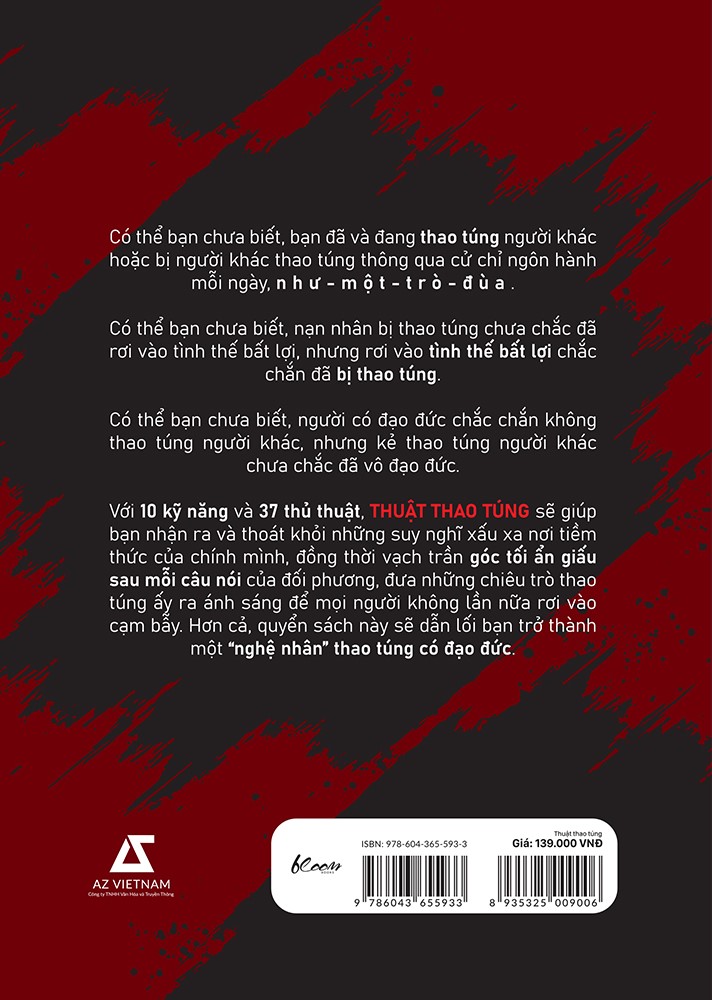 Có thể bạn chưa biết, bạn đã và đang thao túng người khác
hoặc bị người khác thao túng thông qua cử chỉ ngôn hành
mỗi ngày, như-một-trò-đùa.
Có thể bạn chưa biết, nạn nhân bị thao túng chưa chắc đã
rơi vào tình thế bất lợi, nhưng rơi vào tình thế bất lợi chắc
chắn đã bị thao túng.
Có thể bạn chưa biết, người có đạo đức chắc chắn không
thao túng người khác, nhưng kẻ thao túng người khác
chưa chắc đã vô đạo đức.
Với 10 kỹ năng và 37 thủ thuật, THUẬT THAO TÚNG sẽ giúp
bạn nhận ra và thoát khỏi những suy nghĩ xấu xa nơi tiềm
thức của chính mình, đồng thời vạch trần góc tối ẩn giấu
sau mỗi câu nói của đối phương, đưa những chiêu trò thao
túng ấy ra ánh sáng để mọi người không lần nữa rơi vào
cạm bẫy. Hơn cả, quyển sách này sẽ dẫn lối bạn trở thành
một “nghệ nhân” thao túng có đạo đức.
AZ VIETNAM
Công ty TNHH Văn Hóa và Truyền Thông
bloom
BOOKS
ISBN: 978-604-365-593-3
9 786043 655933
Thuật thao túng
Giá: 139.000 VNĐ
8 935325 009006